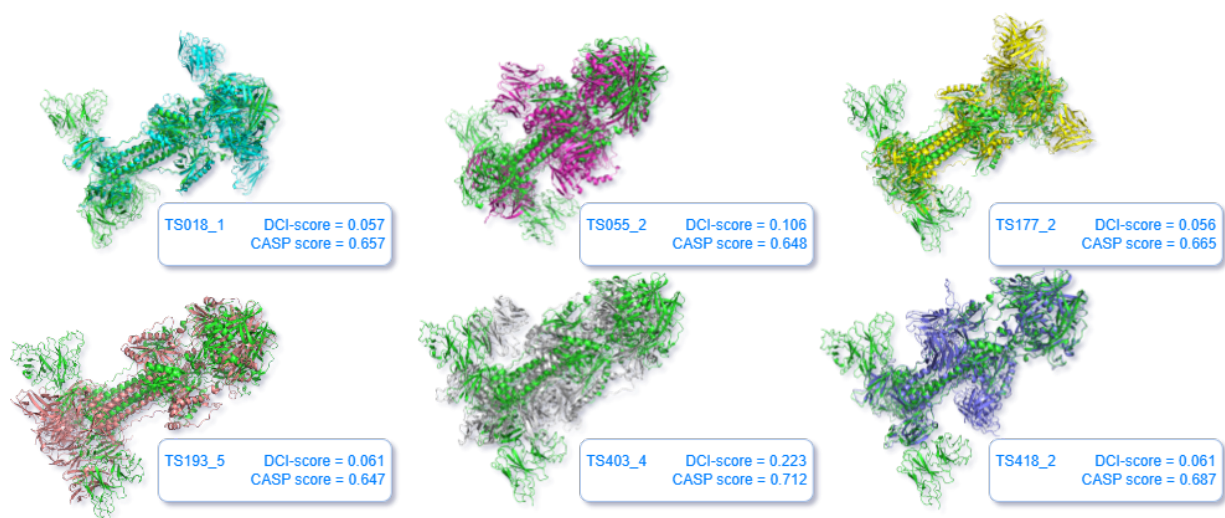 TS018_1 DCI-score = 0.057
CASP score = 0.657
TS055_2 DCI-score = 0.106
CASP score = 0.648
TS177_2 DCI-score = 0.056
CASP score = 0.665
TS193_5 DCI-score = 0.061
CASP score = 0.647
TS403_4 DCI-score = 0.223
CASP score = 0.712
TS418_2 DCI-score = 0.061
CASP score = 0.687